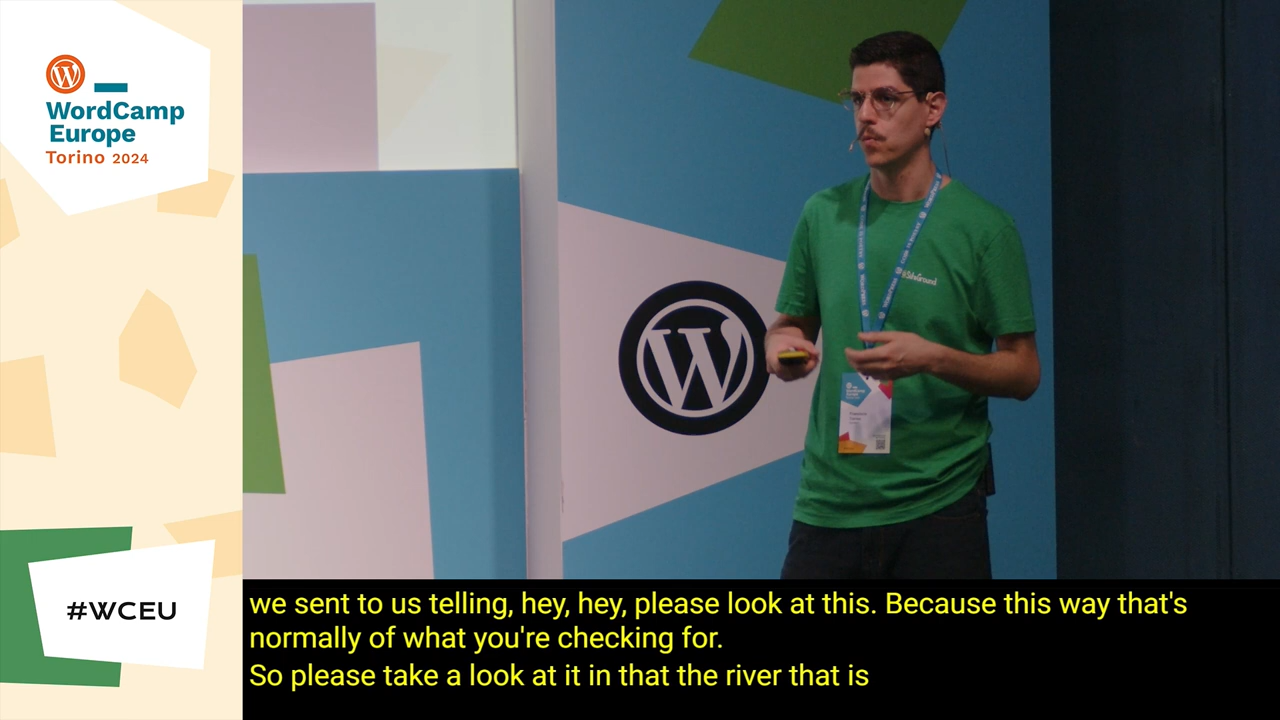 WordCamp
Europe
Torino 2024
#WCEU
SiteGround
we sent to us telling, hey, hey, please look at this. Because this way that's
normally of what you're checking for.
So please take a look at it in that the river that is